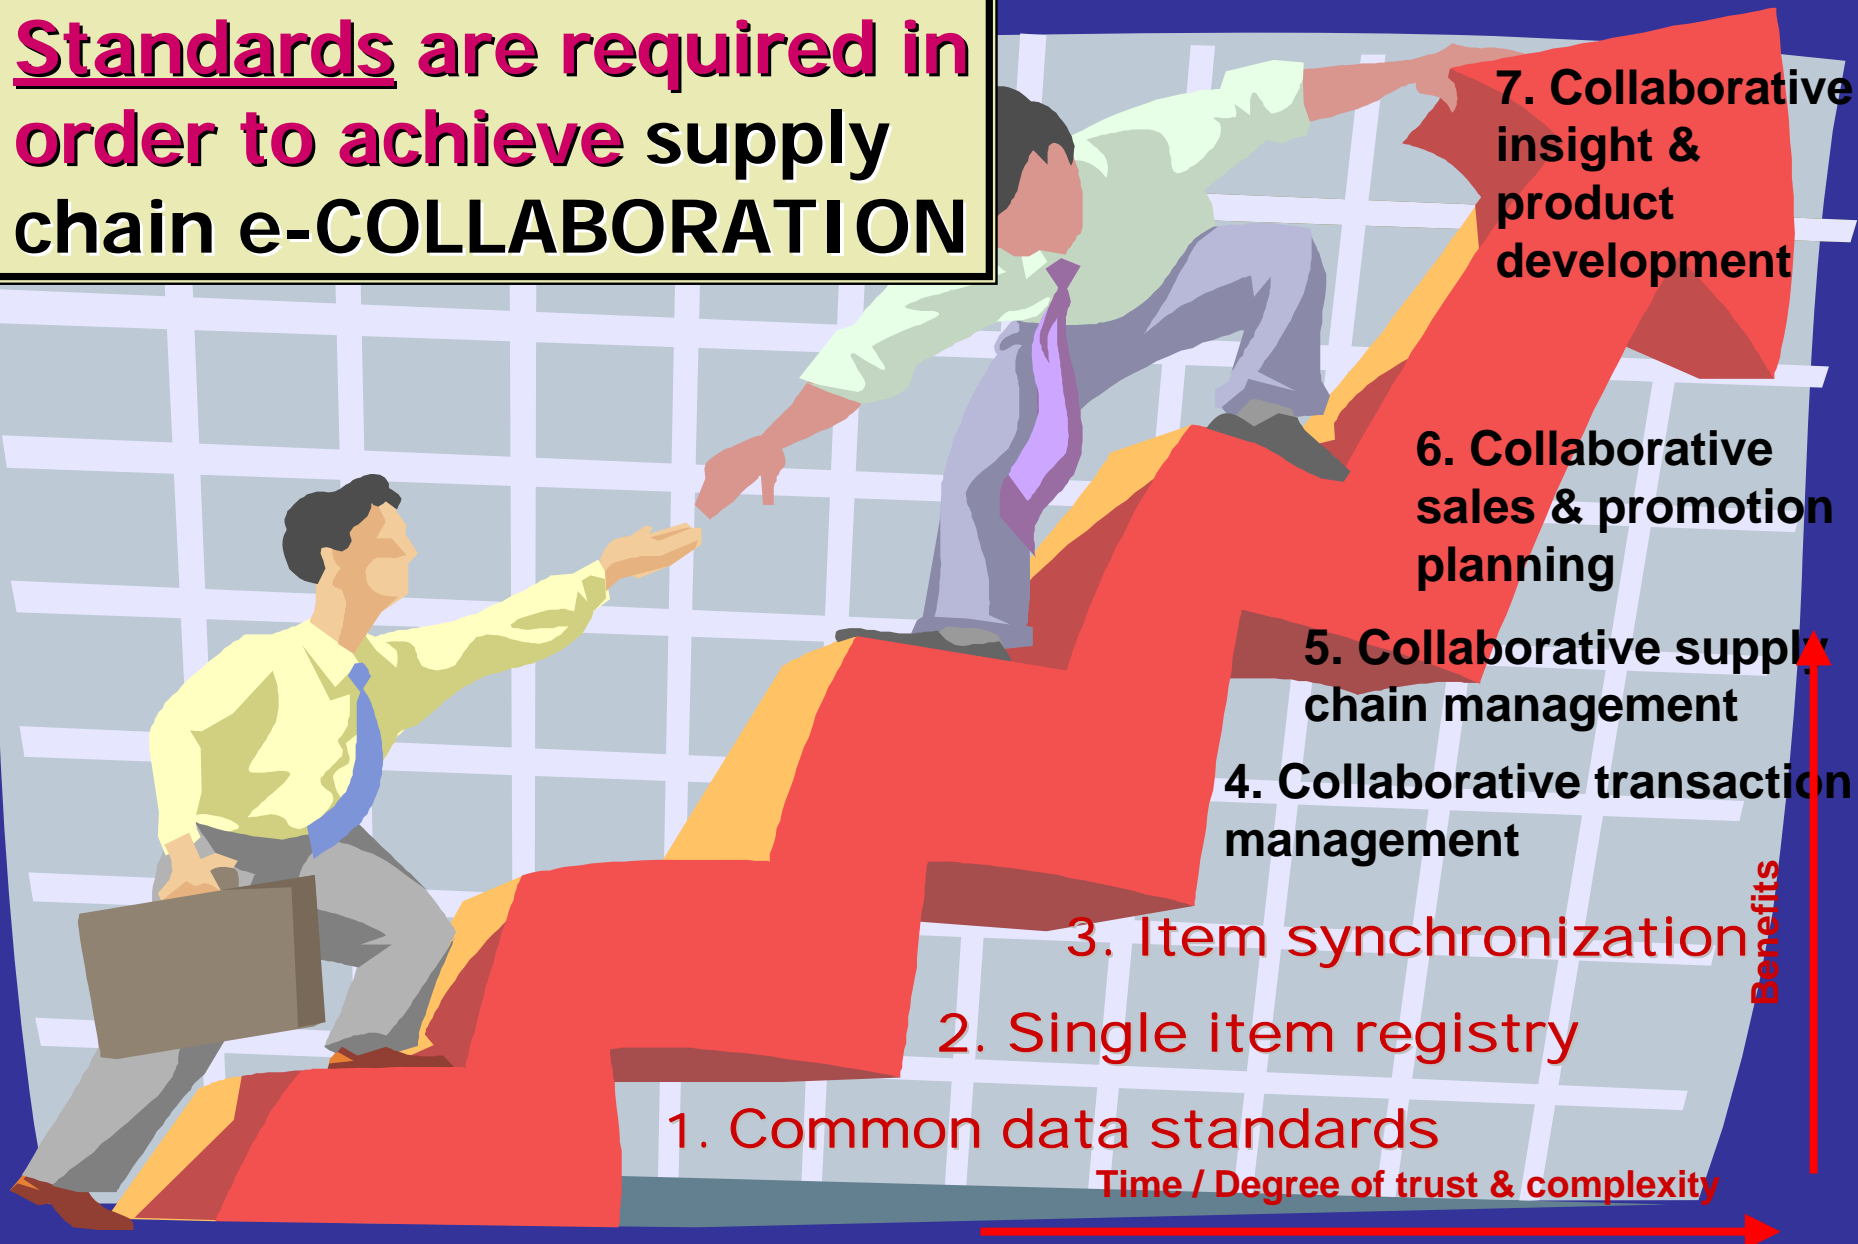 Standards are required in
order to achieve supply
chain e-COLLABORATION
7. Collaborative
insight &
product
development
6. Collaborative
sales & promotion
planning
5. Collaborative supply
chain management
4. Collaborative transaction
management
3. Item synchronization
2. Single item registry
1. Common data standards
Benefits
Time / Degree of trust & complexity